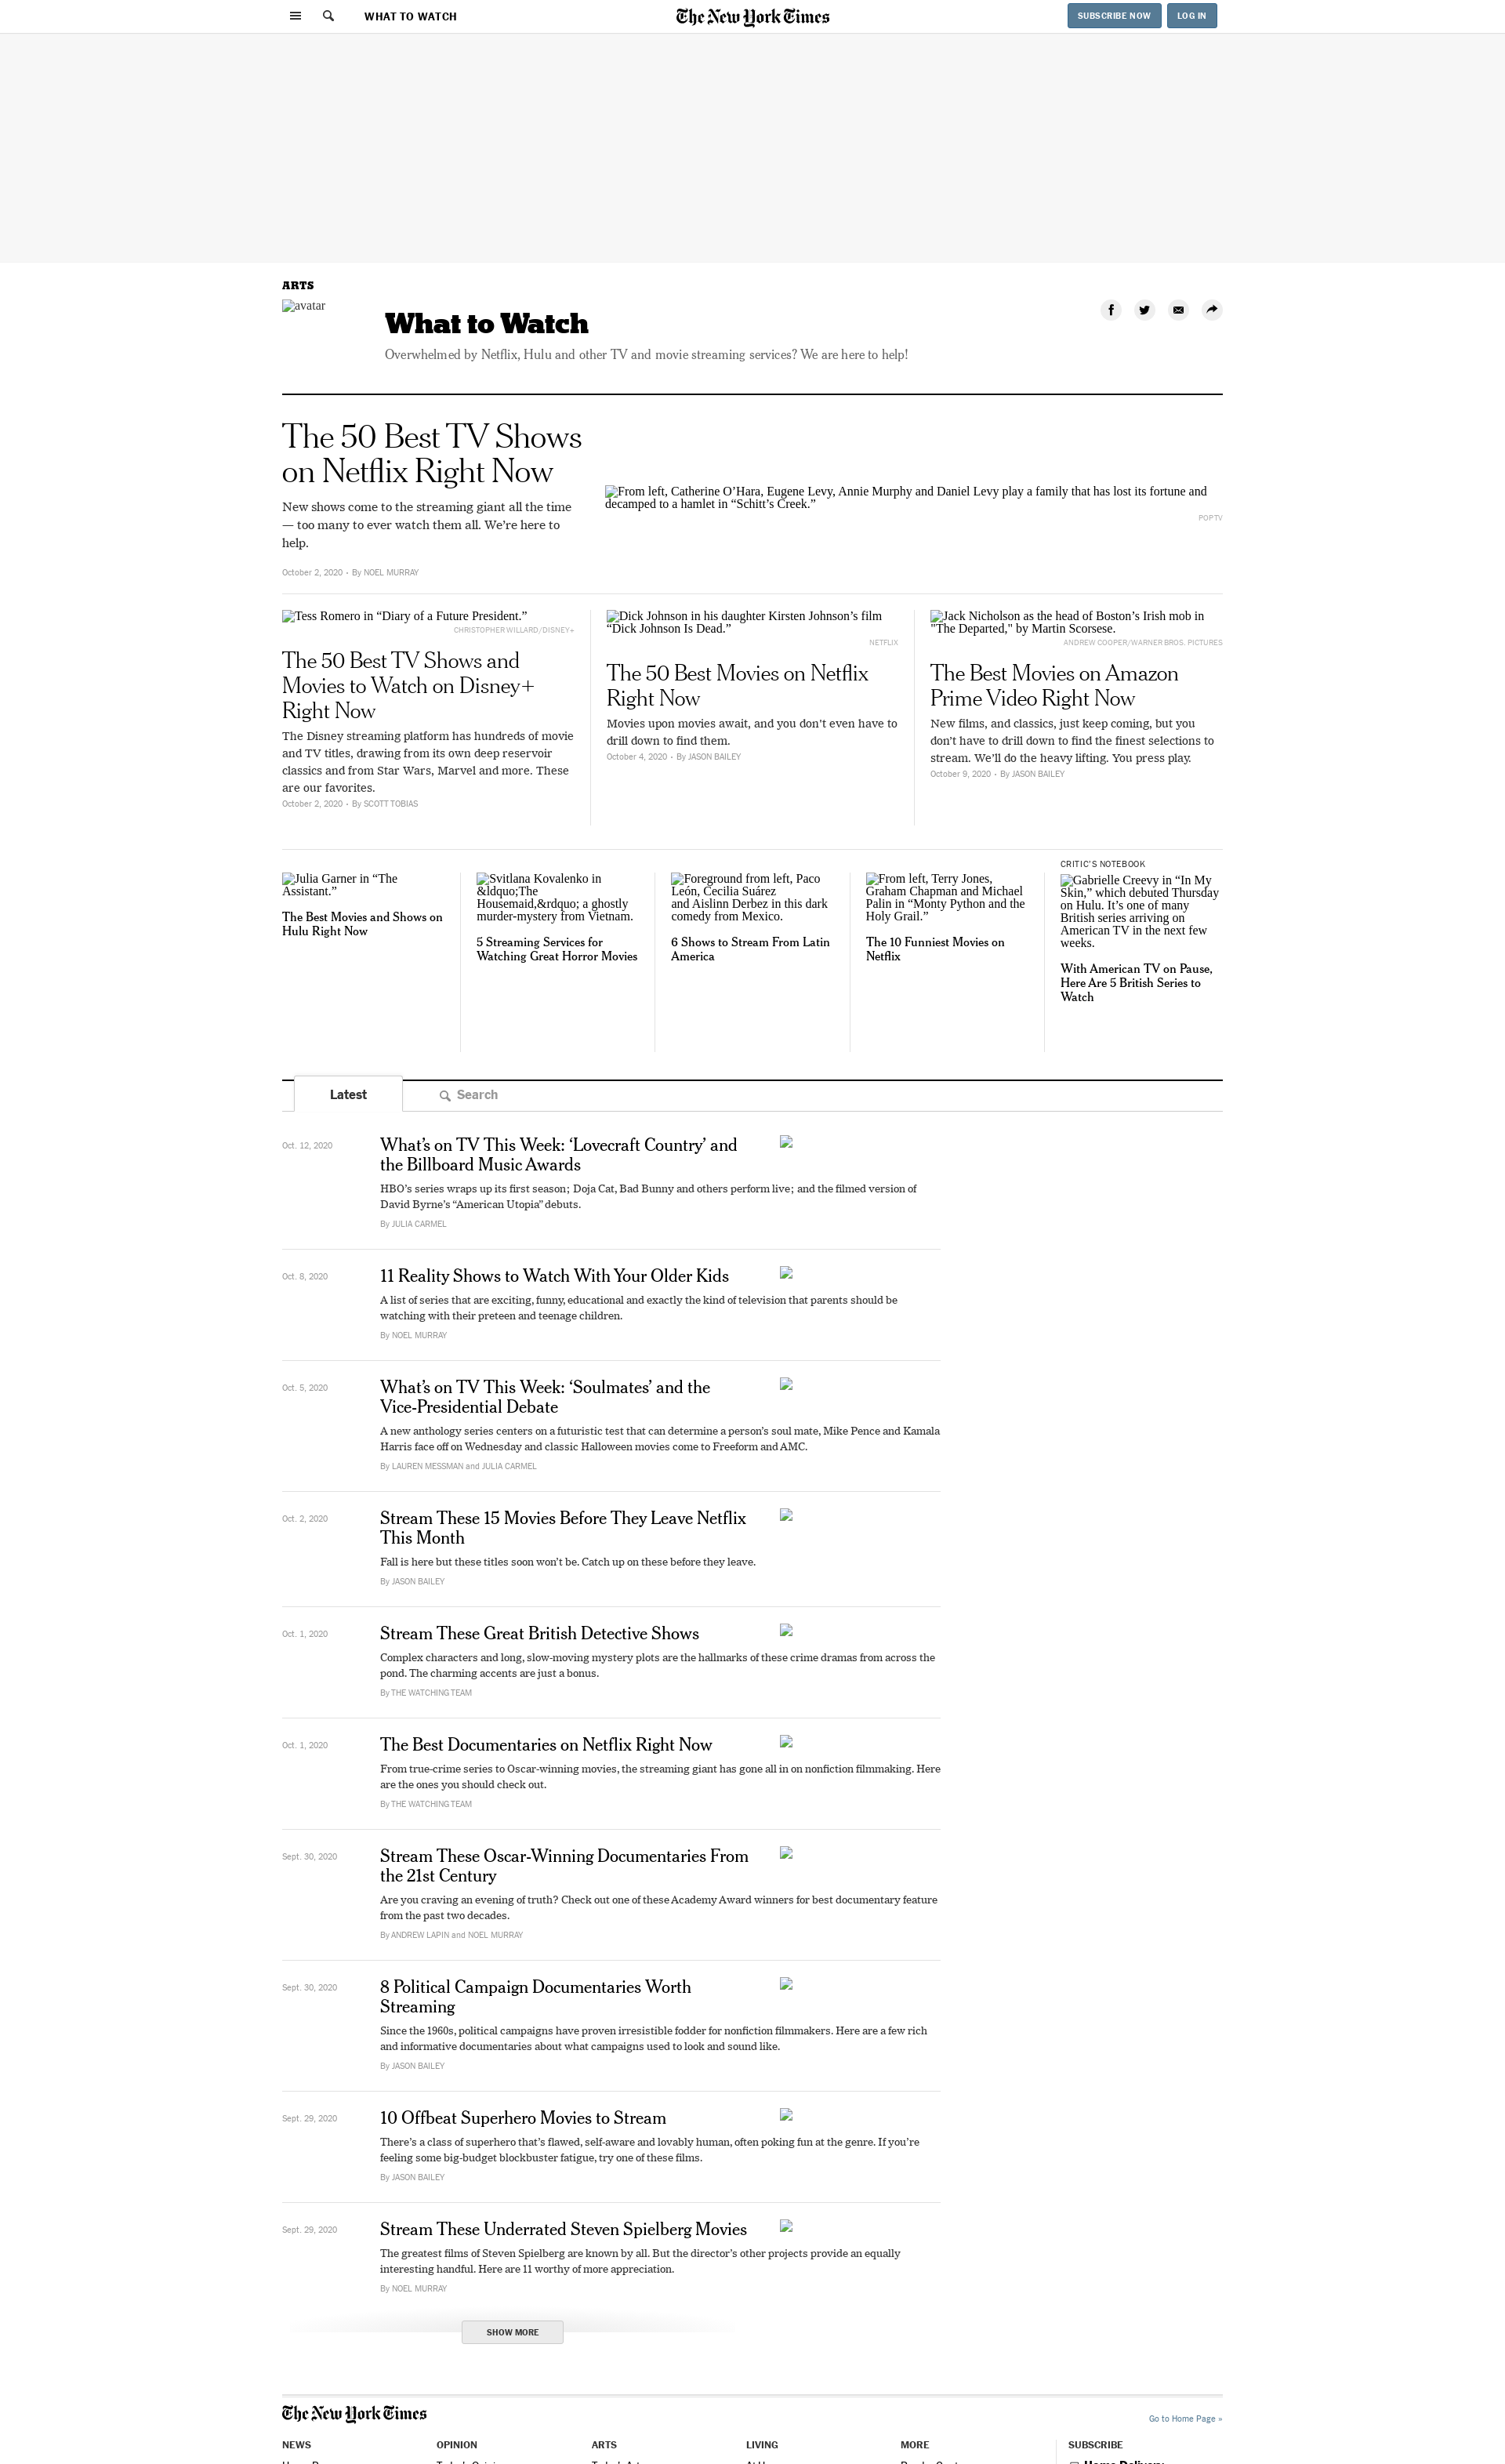 WHAT TO WATCH
The New York Times
SUBSCRIBE NOW
LOG IN
ARTS
avatar
What to Watch
Overwhelmed by Netflix, Hulu and other TV and movie streaming services? We are here to help!
The 50 Best TV Shows
on Netflix Right Now
New shows come to the streaming giant all the time
— too many to ever watch them all. We’re here to
help.
October 2, 2020 · By NOEL MURRAY
From left, Catherine O’Hara, Eugene Levy, Annie Murphy and Daniel Levy play a family that has lost its fortune and
decamped to a hamlet in “Schitt’s Creek.”
POP TV
Tess Romero in “Diary of a Future President.”
CHRISTOPHER WILLARD/DISNEY+
The 50 Best TV Shows and
Movies to Watch on Disney+
Right Now
The Disney streaming platform has hundreds of movie
and TV titles, drawing from its own deep reservoir
classics and from Star Wars, Marvel and more. These
are our favorites.
October 2, 2020 · By SCOTT TOBIAS
Dick Johnson in his daughter Kirsten Johnson’s film
“Dick Johnson Is Dead.”
NETFLIX
The 50 Best Movies on Netflix
Right Now
Movies upon movies await, and you don’t even have to
drill down to find them.
October 4, 2020 · By JASON BAILEY
Jack Nicholson as the head of Boston’s Irish mob in
"The Departed," by Martin Scorsese.
ANDREW COOPER/WARNER BROS. PICTURES
The Best Movies on Amazon
Prime Video Right Now
New films, and classics, just keep coming, but you
don’t have to drill down to find the finest selections to
stream. We’ll do the heavy lifting. You press play.
October 9, 2020 · By JASON BAILEY
Julia Garner in “The
Assistant.”
The Best Movies and Shows on
Hulu Right Now
Svitlana Kovalenko in
&ldquo;The
Housemaid,&rdquo; a ghostly
murder-mystery from Vietnam.
5 Streaming Services for
Watching Great Horror Movies
Foreground from left, Paco
León, Cecilia Suárez
and Aislinn Derbez in this dark
comedy from Mexico.
6 Shows to Stream From Latin
America
From left, Terry Jones,
Graham Chapman and Michael
Palin in “Monty Python and the
Holy Grail.”
The 10 Funniest Movies on
Netflix
CRITIC’S NOTEBOOK
Gabrielle Creevy in “In My
Skin,” which debuted Thursday
on Hulu. It’s one of many
British series arriving on
American TV in the next few
weeks.
With American TV on Pause,
Here Are 5 British Series to
Watch
Latest
Search
Oct. 12, 2020
What’s on TV This Week: ‘Lovecraft Country’ and
the Billboard Music Awards
HBO’s series wraps up its first season; Doja Cat, Bad Bunny and others perform live; and the filmed version of
David Byrne’s “American Utopia” debuts.
By JULIA CARMEL
Oct. 8, 2020
11 Reality Shows to Watch With Your Older Kids
A list of series that are exciting, funny, educational and exactly the kind of television that parents should be
watching with their preteen and teenage children.
By NOEL MURRAY
Oct. 5, 2020
What’s on TV This Week: ‘Soulmates’ and the
Vice-Presidential Debate
A new anthology series centers on a futuristic test that can determine a person’s soul mate, Mike Pence and Kamala
Harris face off on Wednesday and classic Halloween movies come to Freeform and AMC.
By LAUREN MESSMAN and JULIA CARMEL
Oct. 2, 2020
Stream These 15 Movies Before They Leave Netflix
This Month
Fall is here but these titles soon won’t be. Catch up on these before they leave.
By JASON BAILEY
Oct. 1, 2020
Stream These Great British Detective Shows
Complex characters and long, slow-moving mystery plots are the hallmarks of these crime dramas from across the
pond. The charming accents are just a bonus.
By THE WATCHING TEAM
Oct. 1, 2020
The Best Documentaries on Netflix Right Now
From true-crime series to Oscar-winning movies, the streaming giant has gone all in on nonfiction filmmaking. Here
are the ones you should check out.
By THE WATCHING TEAM
Sept. 30, 2020
Stream These Oscar-Winning Documentaries From
the 21st Century
Are you craving an evening of truth? Check out one of these Academy Award winners for best documentary feature
from the past two decades.
By ANDREW LAPIN and NOEL MURRAY
Sept. 30, 2020
8 Political Campaign Documentaries Worth
Streaming
Since the 1960s, political campaigns have proven irresistible fodder for nonfiction filmmakers. Here are a few rich
and informative documentaries about what campaigns used to look and sound like.
By JASON BAILEY
Sept. 29, 2020
10 Offbeat Superhero Movies to Stream
There’s a class of superhero that’s flawed, self-aware and lovably human, often poking fun at the genre. If you’re
feeling some big-budget blockbuster fatigue, try one of these films.
By JASON BAILEY
Sept. 29, 2020
Stream These Underrated Steven Spielberg Movies
The greatest films of Steven Spielberg are known by all. But the director’s other projects provide an equally
interesting handful. Here are 11 worthy of more appreciation.
By NOEL MURRAY
SHOW MORE
The New York Times
Go to Home Page »
NEWS
OPINION
ARTS
LIVING
MORE
SUBSCRIBE